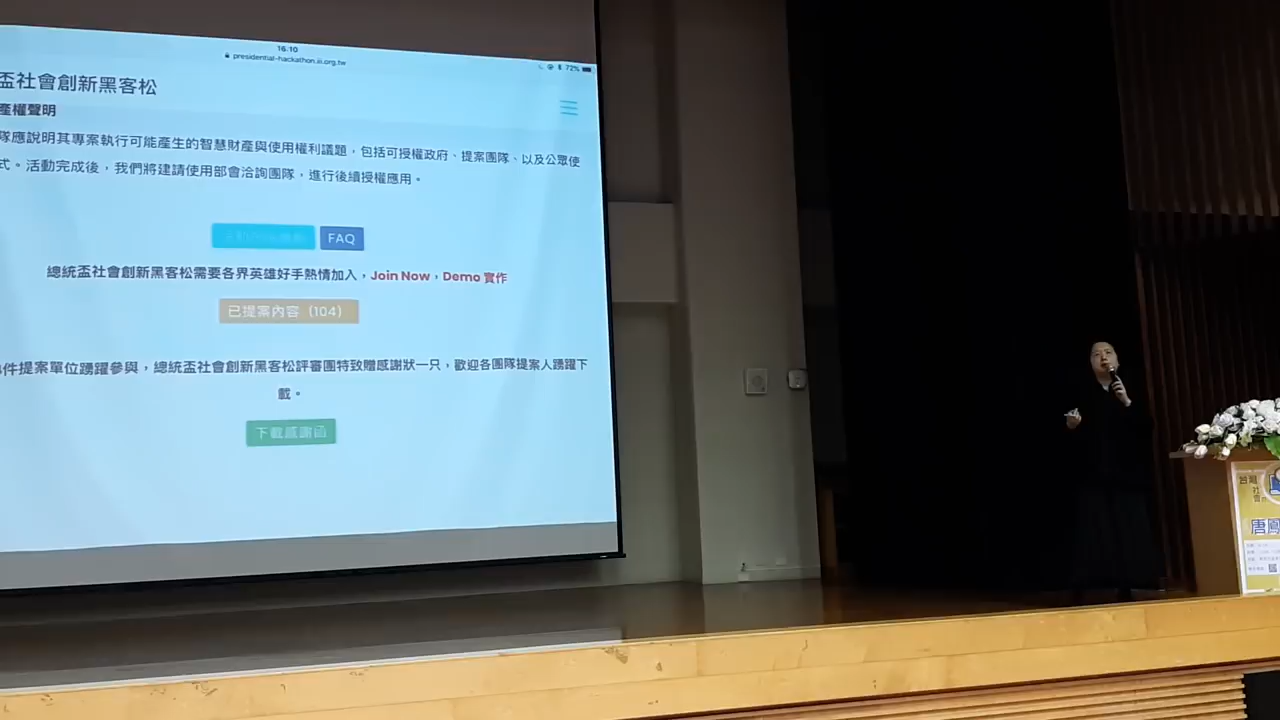 16:10
presidential-hackathon.iii.org.tw
72%
盃社會創新黑客松
產權聲明
隊應說明其專案執行可能產生的智慧財產與使用權利議題，包括可授權政府、提案團隊、以及公眾使
式。活動完成後，我們將建請使用部會洽詢團隊，進行後續授權應用。
FAQ
總統盃社會創新黑客松需要各界英雄好手熱情加入，Join Now，Demo 實作
已提案內容（104）
件提案單位踴躍參與，總統盃社會創新黑客松評審團特致贈感謝狀一只，歡迎各團隊提案人踴躍下
載。
下載感謝函
唐鳳